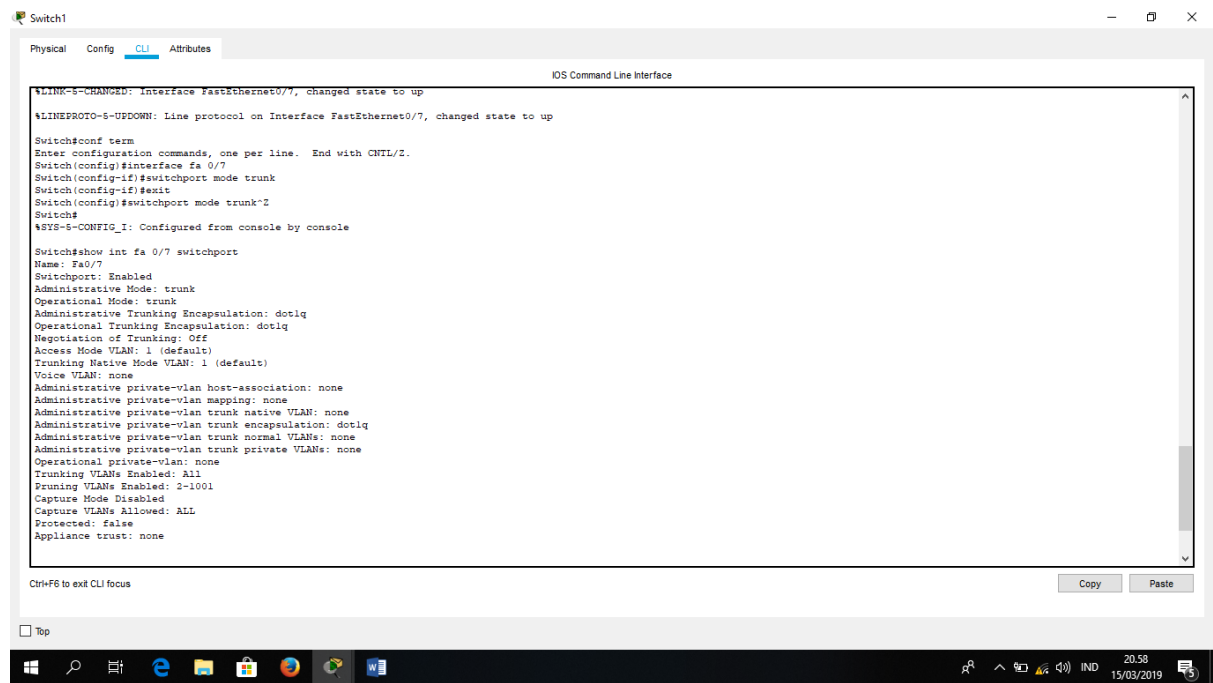 Switch1
Physical Config CLI Attributes
IOS Command Line Interface
%LINK-5-CHANGED: Interface FastEthernet0/7, changed state to up
%LINEPROTO-5-UPDOWN: Line protocol on Interface FastEthernet0/7, changed state to up
Switch#conf term
Enter configuration commands, one per line. End with CNTL/Z.
Switch(config)#interface fa 0/7
Switch(config-if)#switchport mode trunk
Switch(config-if)#exit
Switch(config)#switchport mode trunk^Z
Switch#
%SYS-5-CONFIG_I: Configured from console by console
Switch#show int fa 0/7 switchport
Name: Fa0/7
Switchport: Enabled
Administrative Mode: trunk
Operational Mode: trunk
Administrative Trunking Encapsulation: dot1q
Operational Trunking Encapsulation: dot1q
Negotiation of Trunking: Off
Access Mode VLAN: 1 (default)
Trunking Native Mode VLAN: 1 (default)
Voice VLAN: none
Administrative private-vlan host-association: none
Administrative private-vlan mapping: none
Administrative private-vlan trunk native VLAN: none
Administrative private-vlan trunk encapsulation: dot1q
Administrative private-vlan trunk normal VLANs: none
Administrative private-vlan trunk private VLANs: none
Operational private-vlan: none
Trunking VLANs Enabled: All
Pruning VLANs Enabled: 2-1001
Capture Mode Disabled
Capture VLANs Allowed: ALL
Protected: false
Appliance trust: none
Ctrl+F6 to exit CLI focus
Copy Paste
Top
IND
20.58
15/03/2019
5